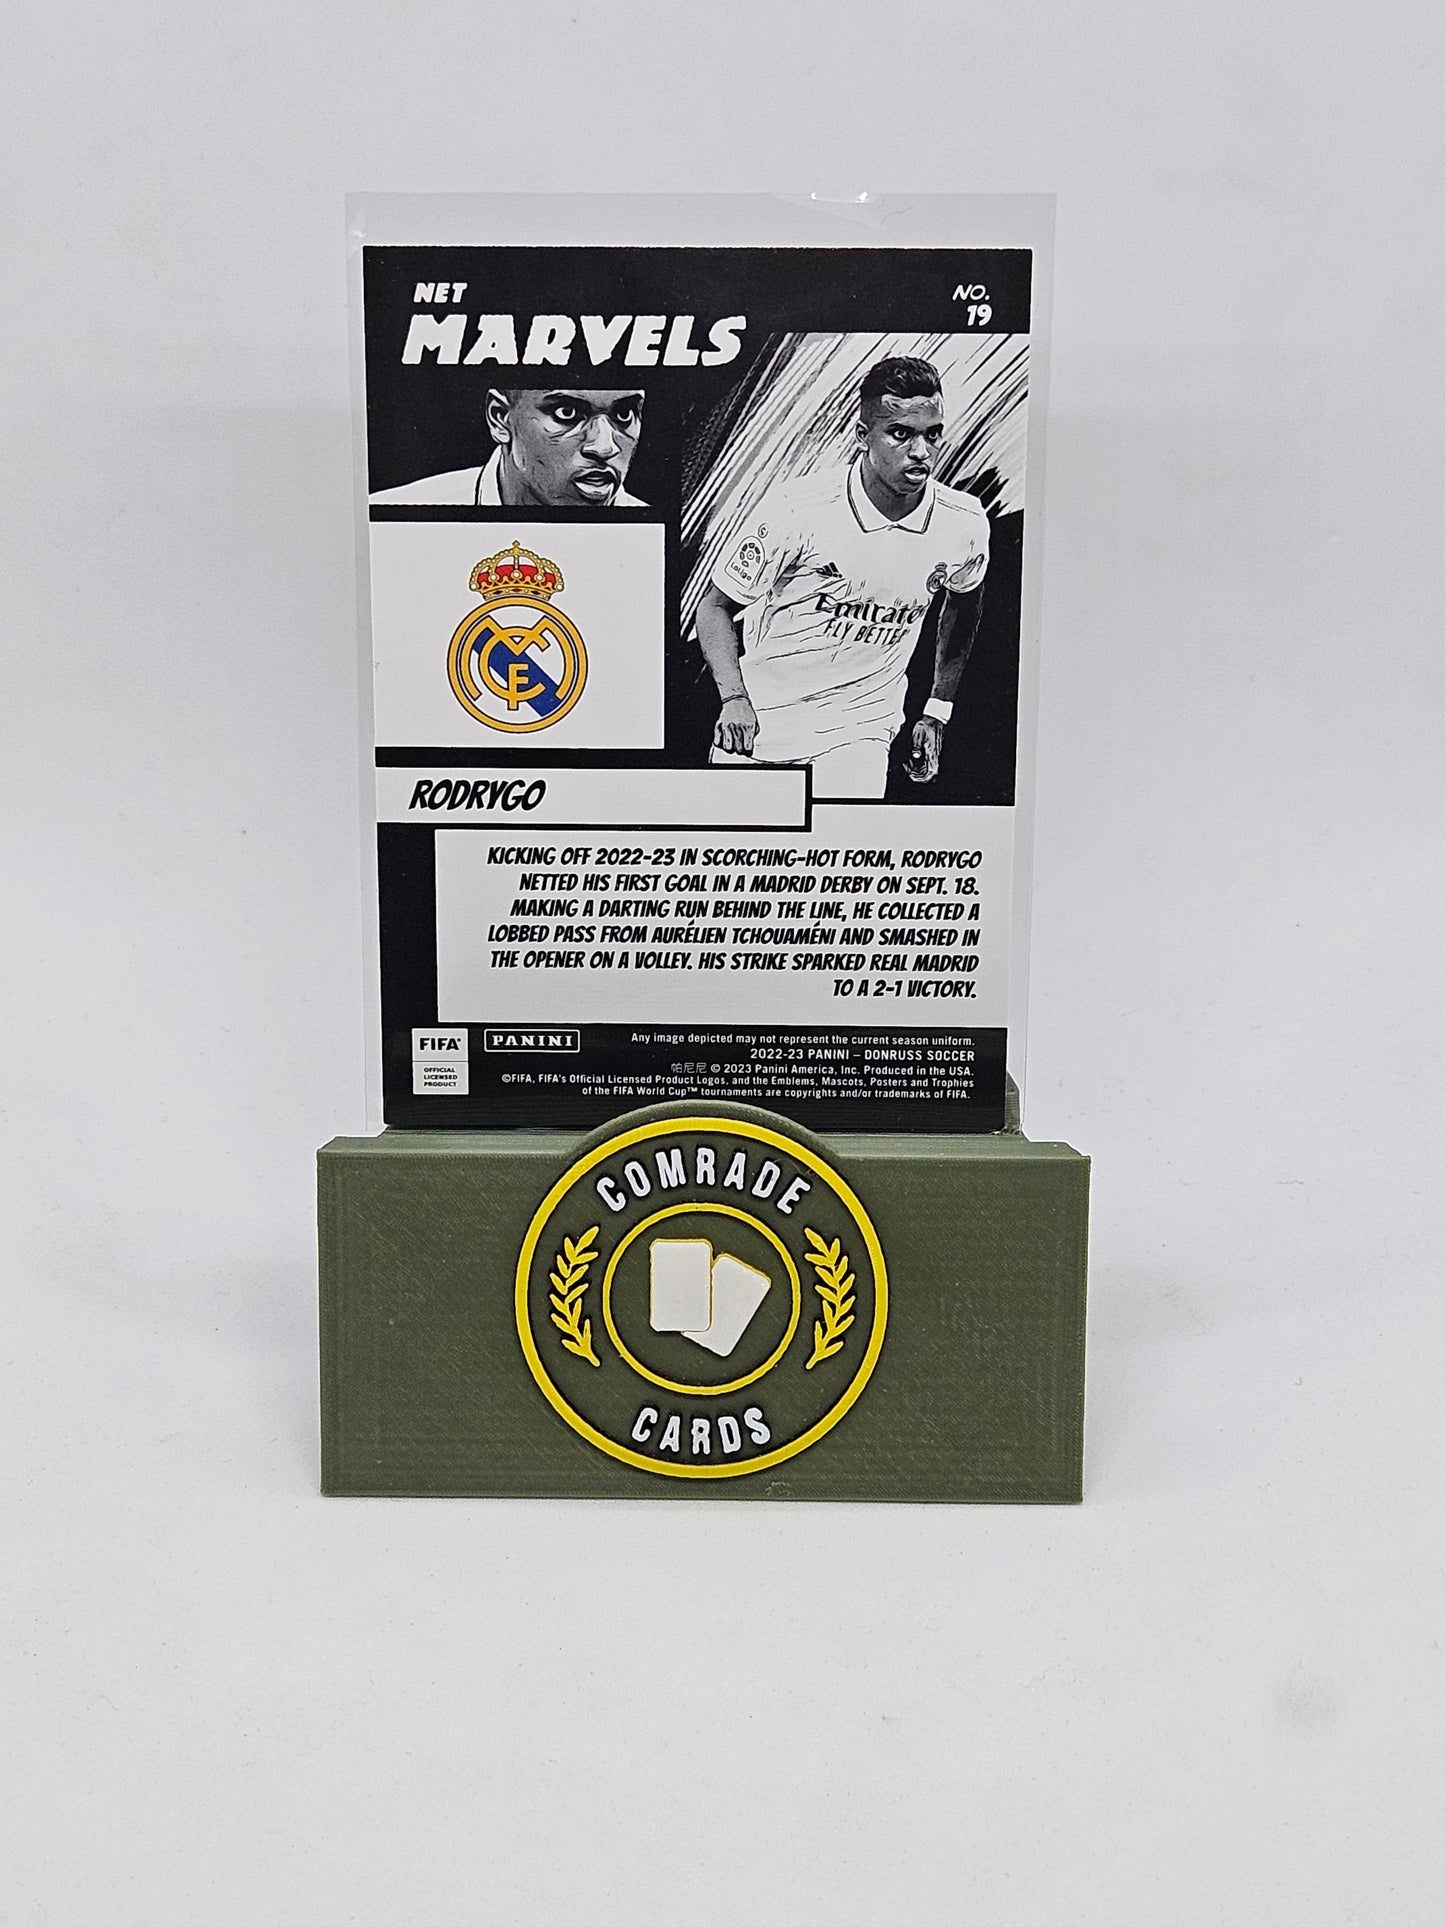 NET
MARVELS
NO.
19
LaLiga
Emirate
FLY BETTER
RODRYGO
KICKING OFF 2022-23 IN SCORCHING-HOT FORM, RODRYGO
NETTED HIS FIRST GOAL IN A MADRID DERBY ON SEPT. 18.
MAKING A DARTING RUN BEHIND THE LINE, HE COLLECTED A
LOBBED PASS FROM AURÉLIEN TCHOUAMÉNI AND SMASHED IN
THE OPENER ON A VOLLEY. HIS STRIKE SPARKED REAL MADRID
TO A 2-1 VICTORY.
FIFA®
OFFICIAL
LICENSED
PRODUCT
PANINI
Any image depicted may not represent the current season uniform.
2022-23 PANINI – DONRUSS SOCCER
帕尼尼 © 2023 Panini America, Inc. Produced in the USA.
©FIFA, FIFA's Official Licensed Product Logos, and the Emblems, Mascots, Posters and Trophies
of the FIFA World Cup™ tournaments are copyrights and/or trademarks of FIFA.
COMRADE
CARDS